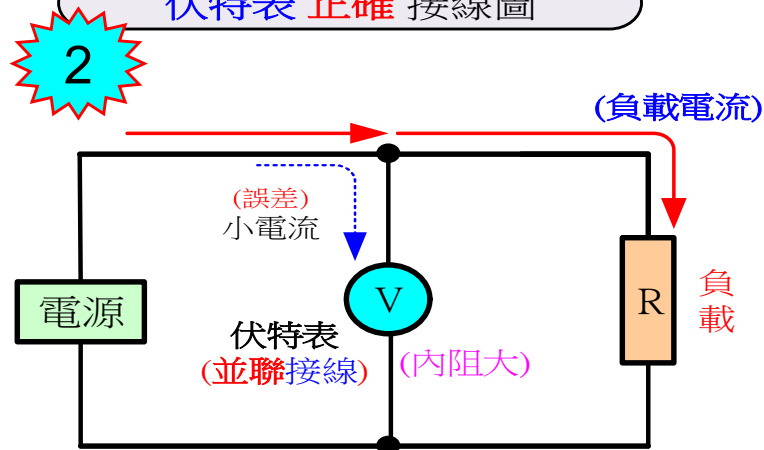 伏特表 正確 接線圖
2
(負載電流)
(誤差)
小電流
電源
V
R
負
載
伏特表
(並聯接線)
(內阻大)